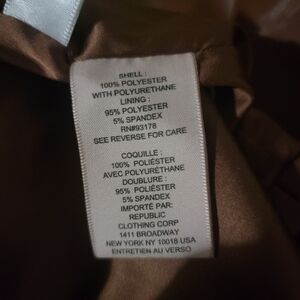 SHELL :
100% POLYESTER
WITH POLYURETHANE
LINING :
95% POLYESTER
5% SPANDEX
RN#93178
SEE REVERSE FOR CARE
COQUILLE :
100% POLIÉSTER
AVEC POLYURÉTHANE
DOUBLURE :
95% POLIÉSTER
5% SPANDEX
IMPORTÉ PAR:
REPUBLIC
CLOTHING CORP
1411 BROADWAY
NEW YORK NY 10018 USA
ENTRETIEN AU VERSO